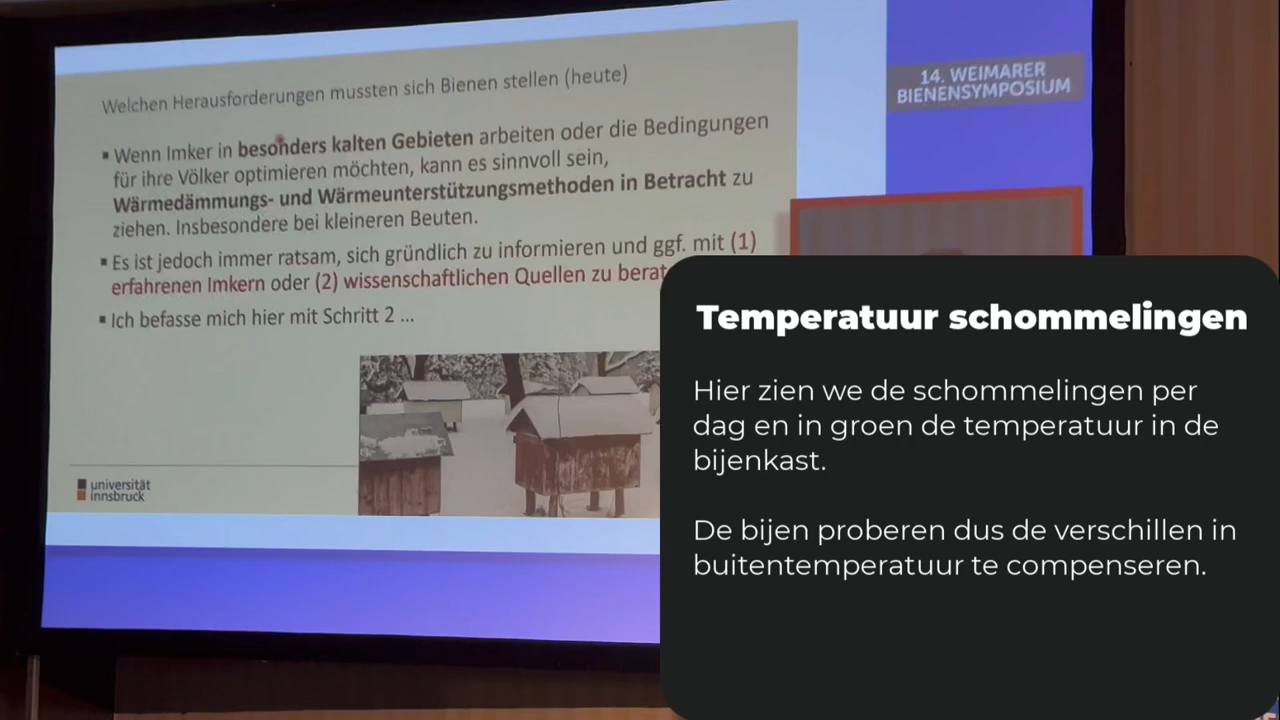 Welchen Herausforderungen mussten sich Bienen stellen (heute)
▪ Wenn Imker in besonders kalten Gebieten arbeiten oder die Bedingungen
für ihre Völker optimieren möchten, kann es sinnvoll sein,
Wärmedämmungs- und Wärmeunterstützungsmethoden in Betracht zu
ziehen. Insbesondere bei kleineren Beuten.
▪ Es ist jedoch immer ratsam, sich gründlich zu informieren und ggf. mit (1)
erfahrenen Imkern oder (2) wissenschaftlichen Quellen zu berat
▪ Ich befasse mich hier mit Schritt 2 ...
universität
innsbruck
14. WEIMARER
BIENENSYMPOSIUM
Temperatuur schommelingen
Hier zien we de schommelingen per
dag en in groen de temperatuur in de
bijenkast.
De bijen proberen dus de verschillen in
buitentemperatuur te compenseren.